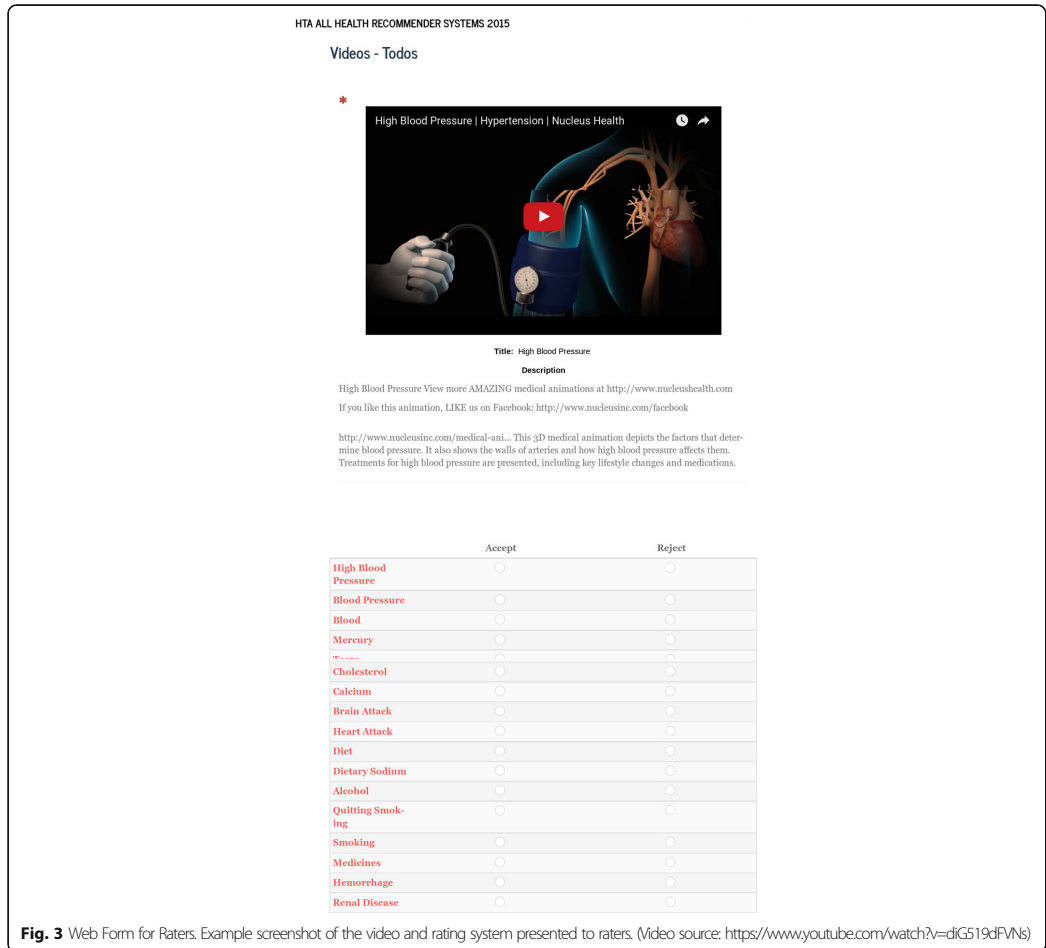 HTA ALL HEALTH RECOMMENDER SYSTEMS 2015
Videos - Todos
*
High Blood Pressure | Hypertension | Nucleus Health
Title: High Blood Pressure
Description
High Blood Pressure View more AMAZING medical animations at http://www.nucleushealth.com
If you like this animation, LIKE us on Facebook: http://www.nucleusinc.com/facebook
http://www.nucleusinc.com/medical-ani... This 3D medical animation depicts the factors that deter-
mine blood pressure. It also shows the walls of arteries and how high blood pressure affects them.
Treatments for high blood pressure are presented, including key lifestyle changes and medications.
Accept Reject
High Blood
Pressure
Blood Pressure
Blood
Mercury
Cholesterol
Calcium
Brain Attack
Heart Attack
Diet
Dietary Sodium
Alcohol
Quitting Smok-
ing
Smoking
Medicines
Hemorrhage
Renal Disease
Fig. 3 Web Form for Raters. Example screenshot of the video and rating system presented to raters. (Video source: https://www.youtube.com/watch?v=diG519dFVNs)